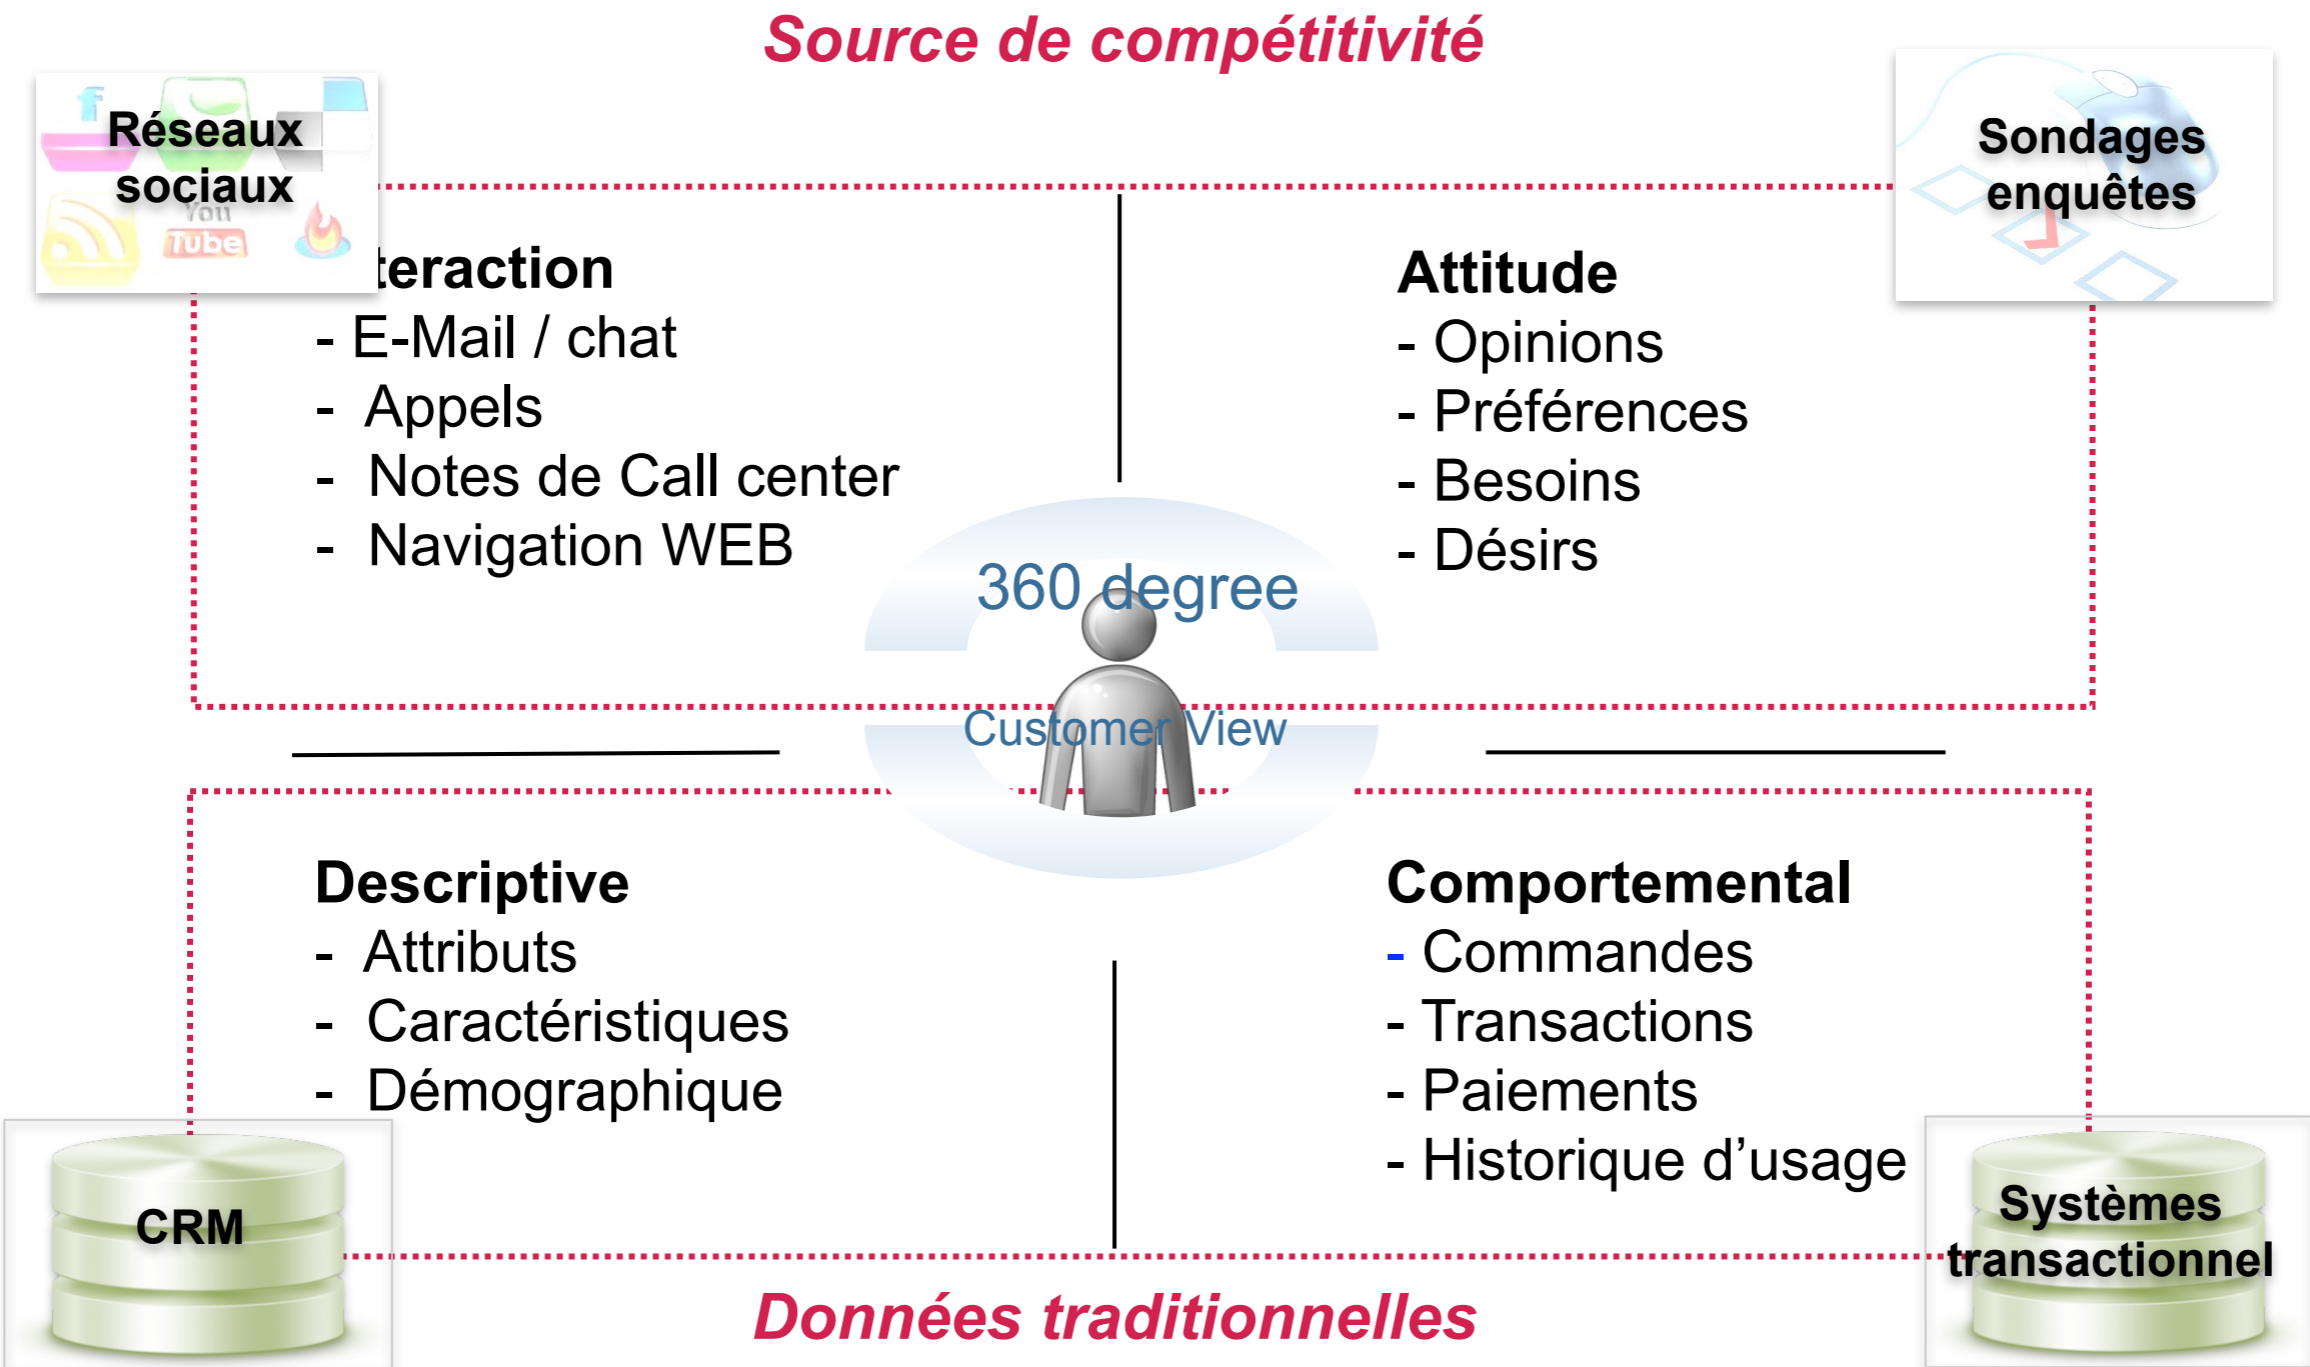 Source de compétitivité
Réseaux
sociaux
f
You
Tube
Sondages
enquêtes
teraction
- E-Mail / chat
- Appels
- Notes de Call center
- Navigation WEB
Attitude
- Opinions
- Préférences
- Besoins
- Désirs
360 degree
Customer View
Descriptive
- Attributs
- Caractéristiques
- Démographique
Comportemental
- Commandes
- Transactions
- Paiements
- Historique d’usage
CRM
Systèmes
transactionnel
Données traditionnelles